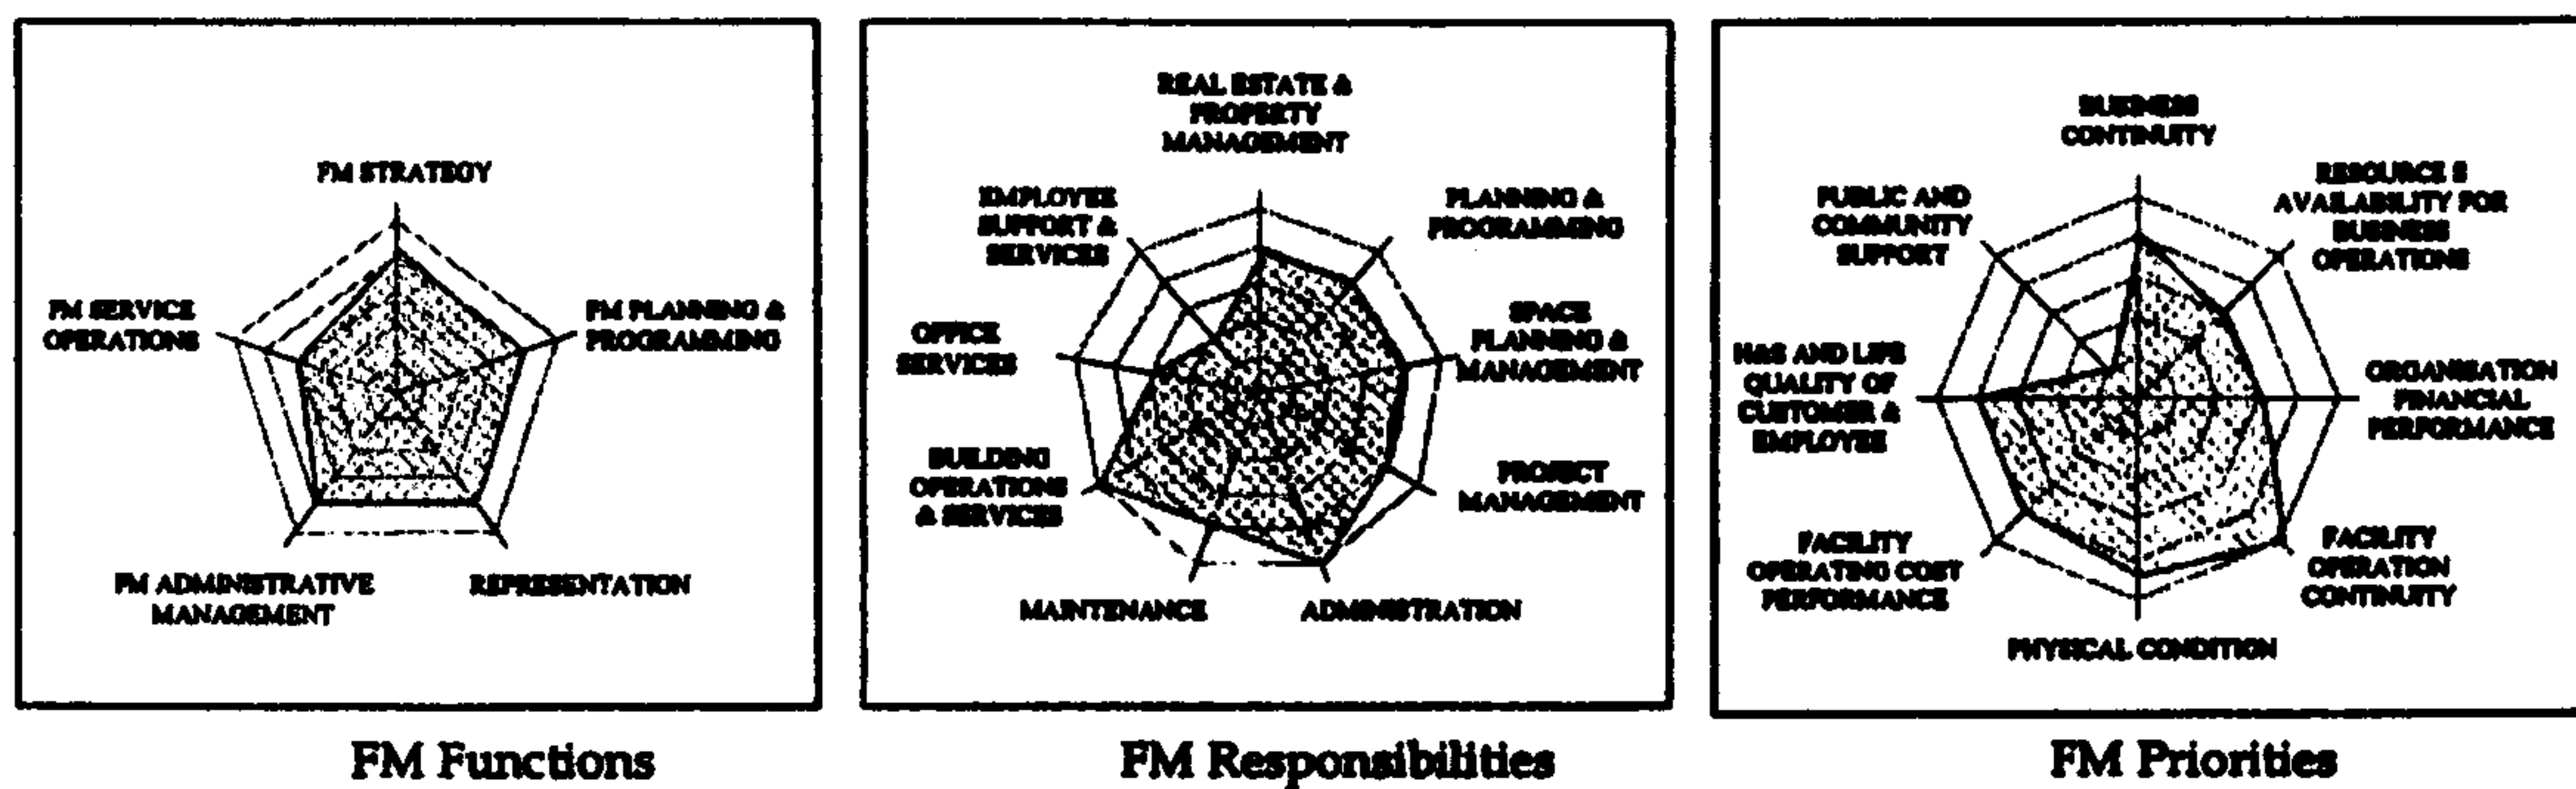 FM STRATEGY
FM SERVICE
OPERATIONS
FM PLANNING &
PROGRAMMING
FM ADMINISTRATIVE
MANAGEMENT
REPRESENTATION
FM Functions
REAL ESTATE &
PROPERTY
MANAGEMENT
EMPLOYEE
SUPPORT &
SERVICES
PLANNING &
PROGRAMMING
OFFICE
SERVICES
SPACE
PLANNING &
MANAGEMENT
BUILDING
OPERATIONS
& SERVICES
PROJECT
MANAGEMENT
MAINTENANCE
ADMINISTRATION
FM Responsibilities
BUSINESS
CONTINUITY
PUBLIC AND
COMMUNITY
SUPPORT
RESOURCE S
AVAILABILITY FOR
BUSINESS
OPERATIONS
H&S AND LIFE
QUALITY OF
CUSTOMER &
EMPLOYEE
ORGANISATION
FINANCIAL
PERFORMANCE
FACILITY
OPERATING COST
PERFORMANCE
FACILITY
OPERATION
CONTINUITY
PHYSICAL CONDITION
FM Priorities